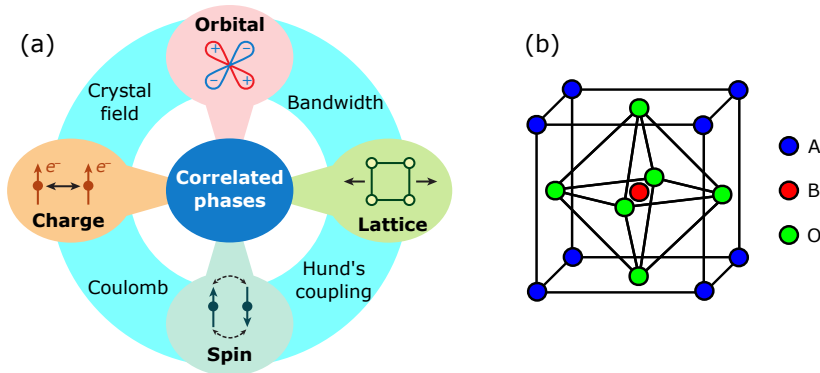 (a)
Orbital
+ −
− +
Crystal
field
Bandwidth
e⁻ e⁻
Charge
Correlated
phases
Lattice
Coulomb
Hund's
coupling
Spin
(b)
A
B
O